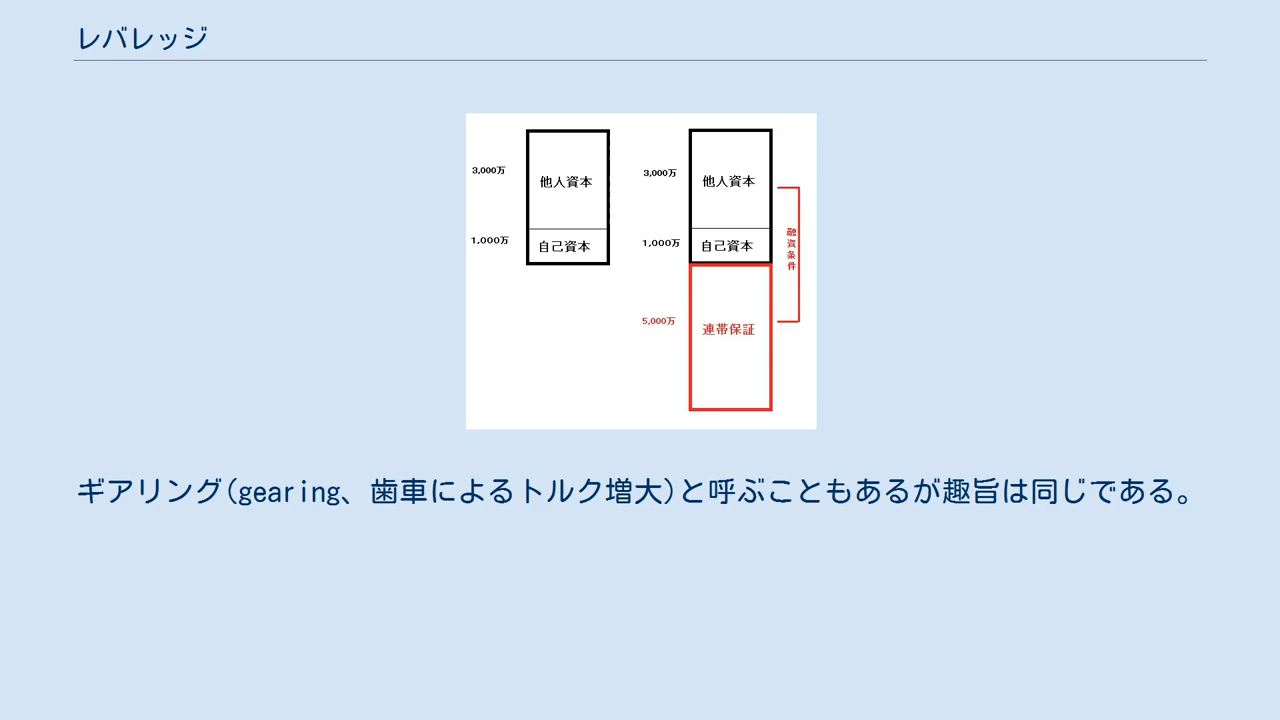 レバレッジ
3,000万
他人資本
1,000万
自己資本
3,000万
他人資本
1,000万
自己資本
融資条件
5,000万
連帯保証
ギアリング(gearing、歯車によるトルク増大)と呼ぶこともあるが趣旨は同じである。